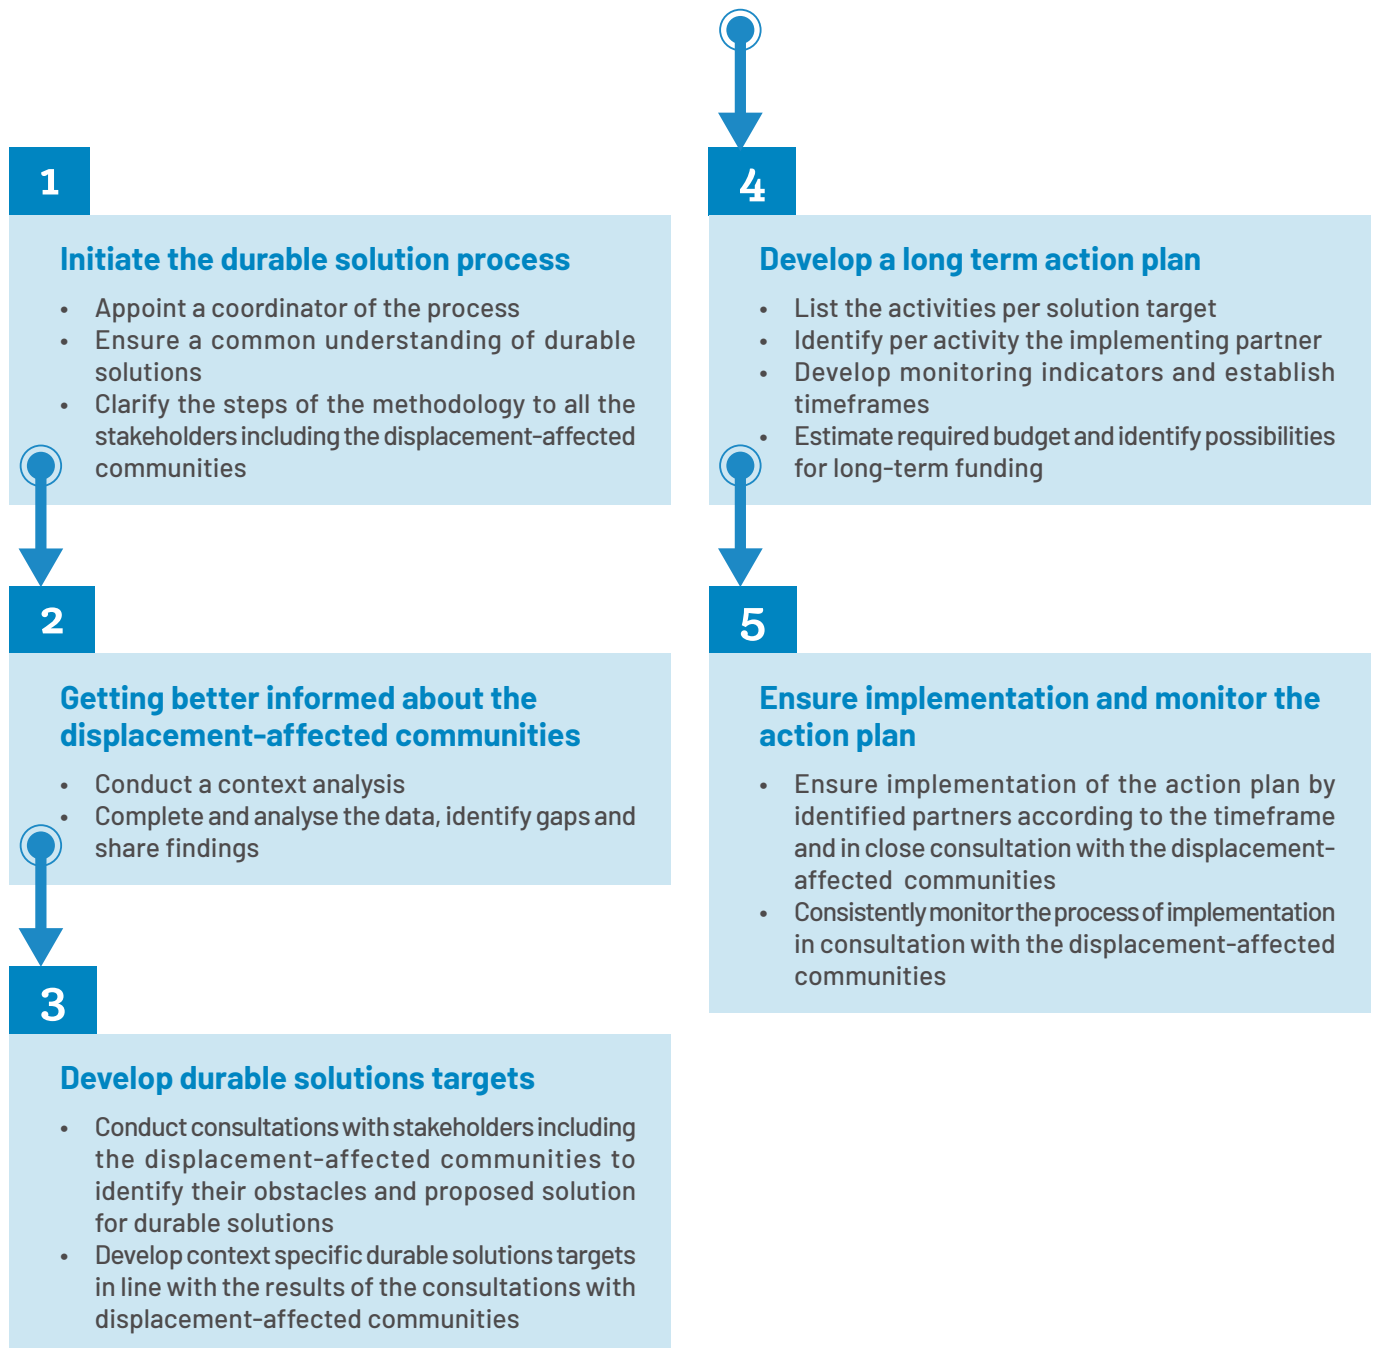 1
Initiate the durable solution process
• Appoint a coordinator of the process
• Ensure a common understanding of durable
solutions
• Clarify the steps of the methodology to all the
stakeholders including the displacement-affected
communities
2
Getting better informed about the
displacement-affected communities
• Conduct a context analysis
• Complete and analyse the data, identify gaps and
share findings
3
Develop durable solutions targets
• Conduct consultations with stakeholders including
the displacement-affected communities to
identify their obstacles and proposed solution
for durable solutions
• Develop context specific durable solutions targets
in line with the results of the consultations with
displacement-affected communities
4
Develop a long term action plan
• List the activities per solution target
• Identify per activity the implementing partner
• Develop monitoring indicators and establish
timeframes
• Estimate required budget and identify possibilities
for long-term funding
5
Ensure implementation and monitor the
action plan
• Ensure implementation of the action plan by
identified partners according to the timeframe
and in close consultation with the displacement-
affected communities
• Consistently monitor the process of implementation
in consultation with the displacement-affected
communities